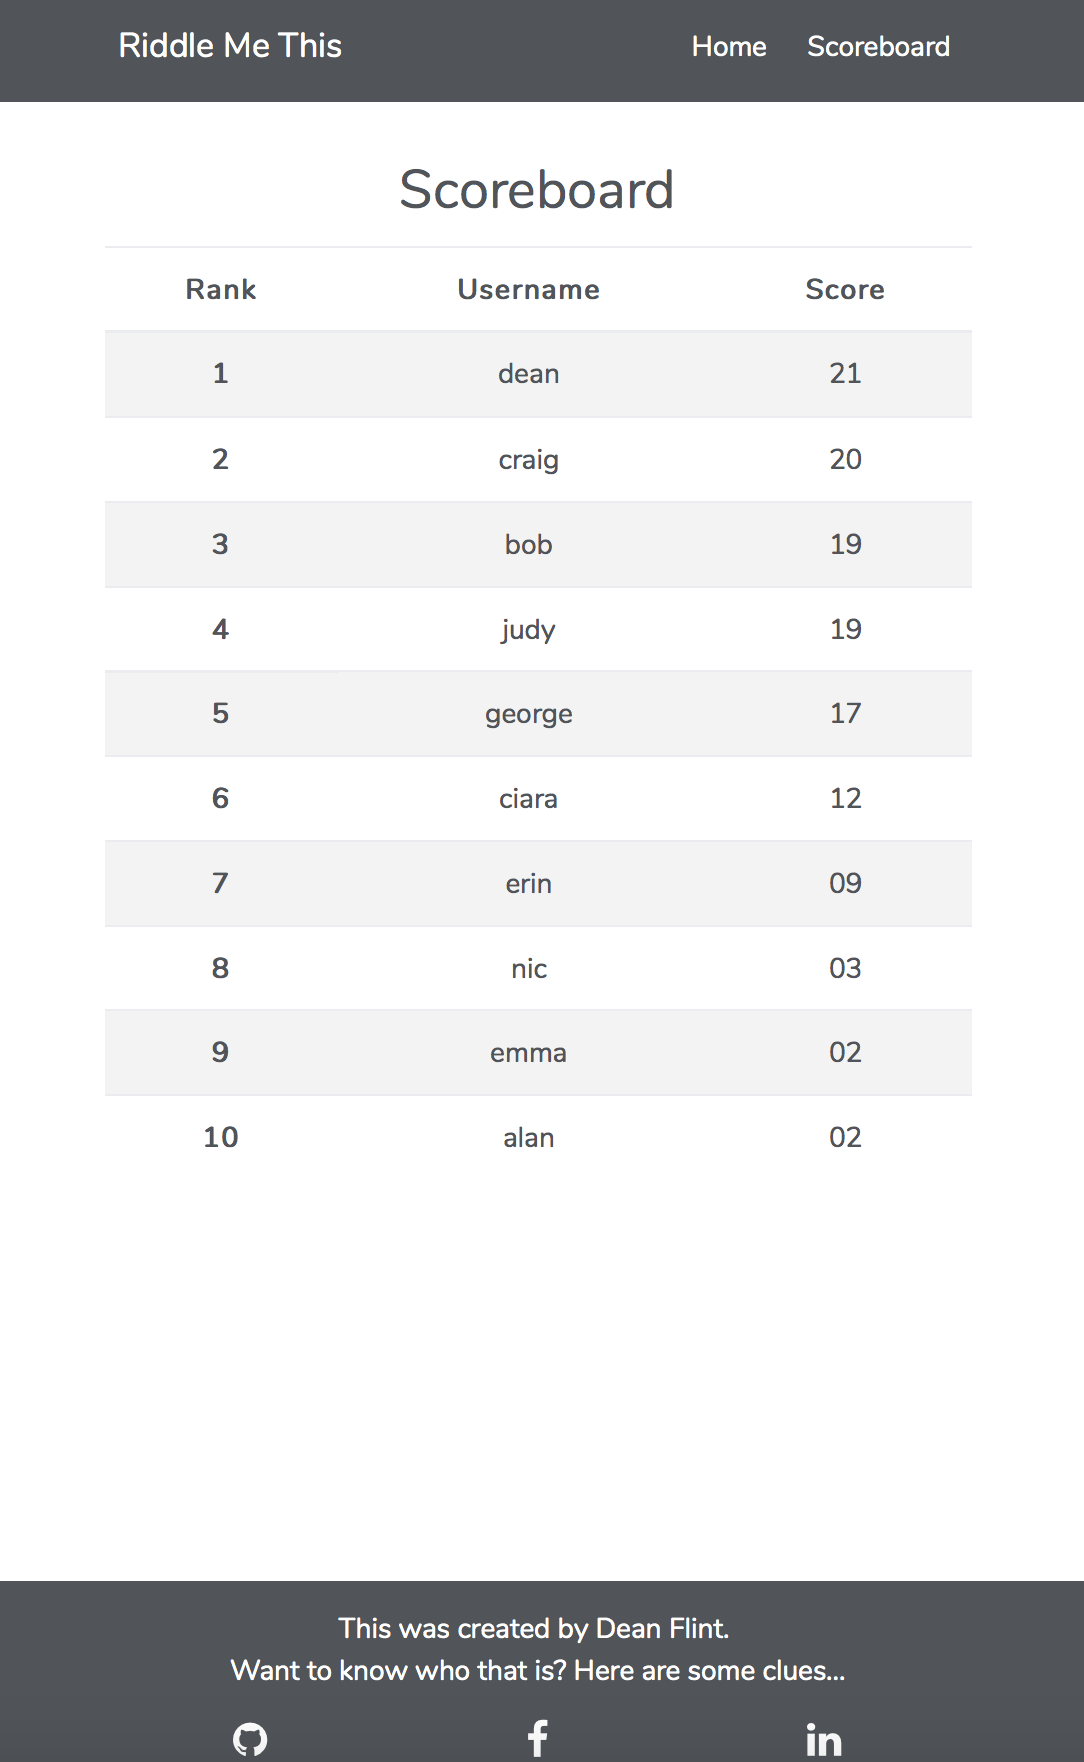 Riddle Me This Home Scoreboard
Scoreboard
Rank Username Score
1 dean 21
2 craig 20
3 bob 19
4 judy 19
5 george 17
6 ciara 12
7 erin 09
8 nic 03
9 emma 02
10 alan 02
This was created by Dean Flint.
Want to know who that is? Here are some clues...